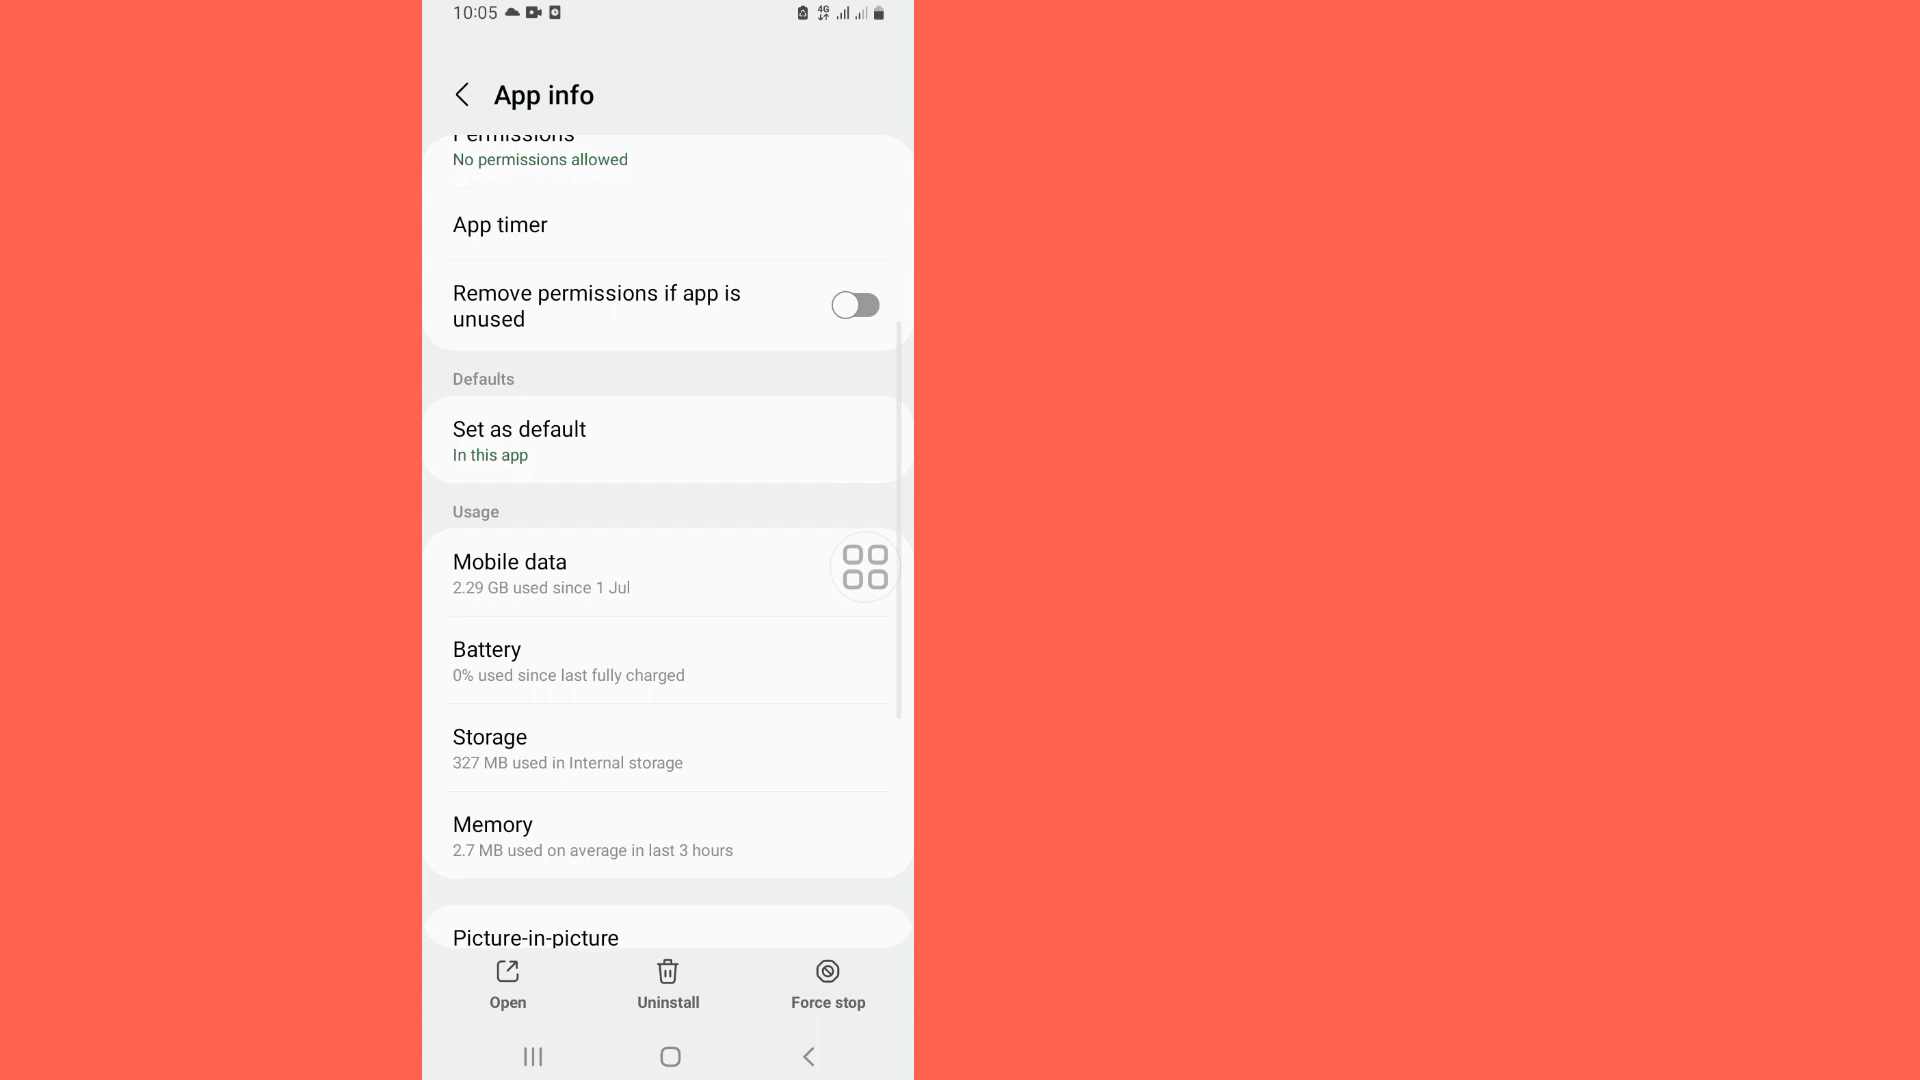 10:05
4G
App info
Permissions
No permissions allowed
App timer
Remove permissions if app is
unused
Defaults
Set as default
In this app
Usage
Mobile data
2.29 GB used since 1 Jul
Battery
0% used since last fully charged
Storage
327 MB used in Internal storage
Memory
2.7 MB used on average in last 3 hours
Picture-in-picture
Open
Uninstall
Force stop